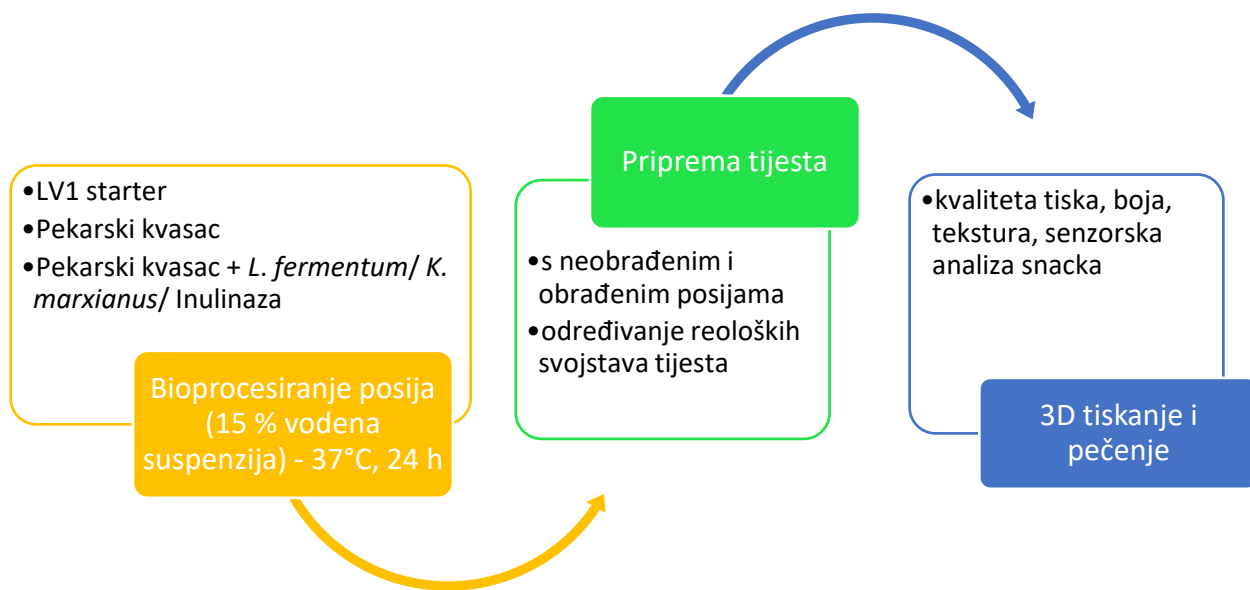 •LV1 starter
•Pekarski kvasac
•Pekarski kvasac + L. fermentum/ K.
marxianus/ Inulinaza
Bioprocesiranje posija
(15 % vodena
suspenzija) - 37°C, 24 h
Priprema tijesta
•s neobrađenim i
obrađenim posijama
•određivanje reoloških
svojstava tijesta
•kvaliteta tiska, boja,
tekstura, senzorska
analiza snacka
3D tiskanje i
pečenje